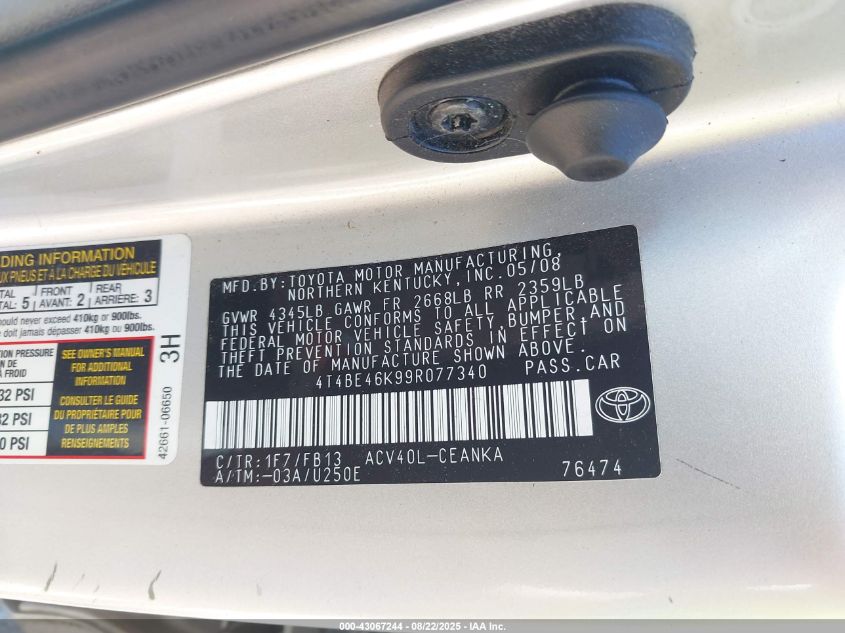 DING INFORMATION
UX PNEUS ET À LA CHARGE DU VÉHICULE
TAL FRONT REAR
TAL: 5 AVANT: 2 ARRIÈRE: 3
ould never exceed 410kg or 900lbs.
e doit jamais dépasser 410kg ou 900lbs.
ATION PRESSURE
ON DE
À FROID
32 PSI
32 PSI
0 PSI
SEE OWNER'S MANUAL
FOR ADDITIONAL
INFORMATION
CONSULTER LE GUIDE
DU PROPRIÉTAIRE POUR
DE PLUS AMPLES
RENSEIGNEMENTS
3H
42661-06650
MFD.BY:TOYOTA MOTOR MANUFACTURING,
NORTHERN KENTUCKY, INC.05/08
GVWR 4345LB GAWR FR 2668LB RR 2359LB
THIS VEHICLE CONFORMS TO ALL APPLICABLE
FEDERAL MOTOR VEHICLE SAFETY,BUMPER,AND
THEFT PREVENTION STANDARDS IN EFFECT ON
THE DATE OF MANUFACTURE SHOWN ABOVE.
4T4BE46K99R077340 PASS.CAR
C/TR:1F7/FB13 ACV40L-CEANKA
A/TM:-03A/U250E 76474
000-43067244 - 08/22/2025 - IAA Inc.